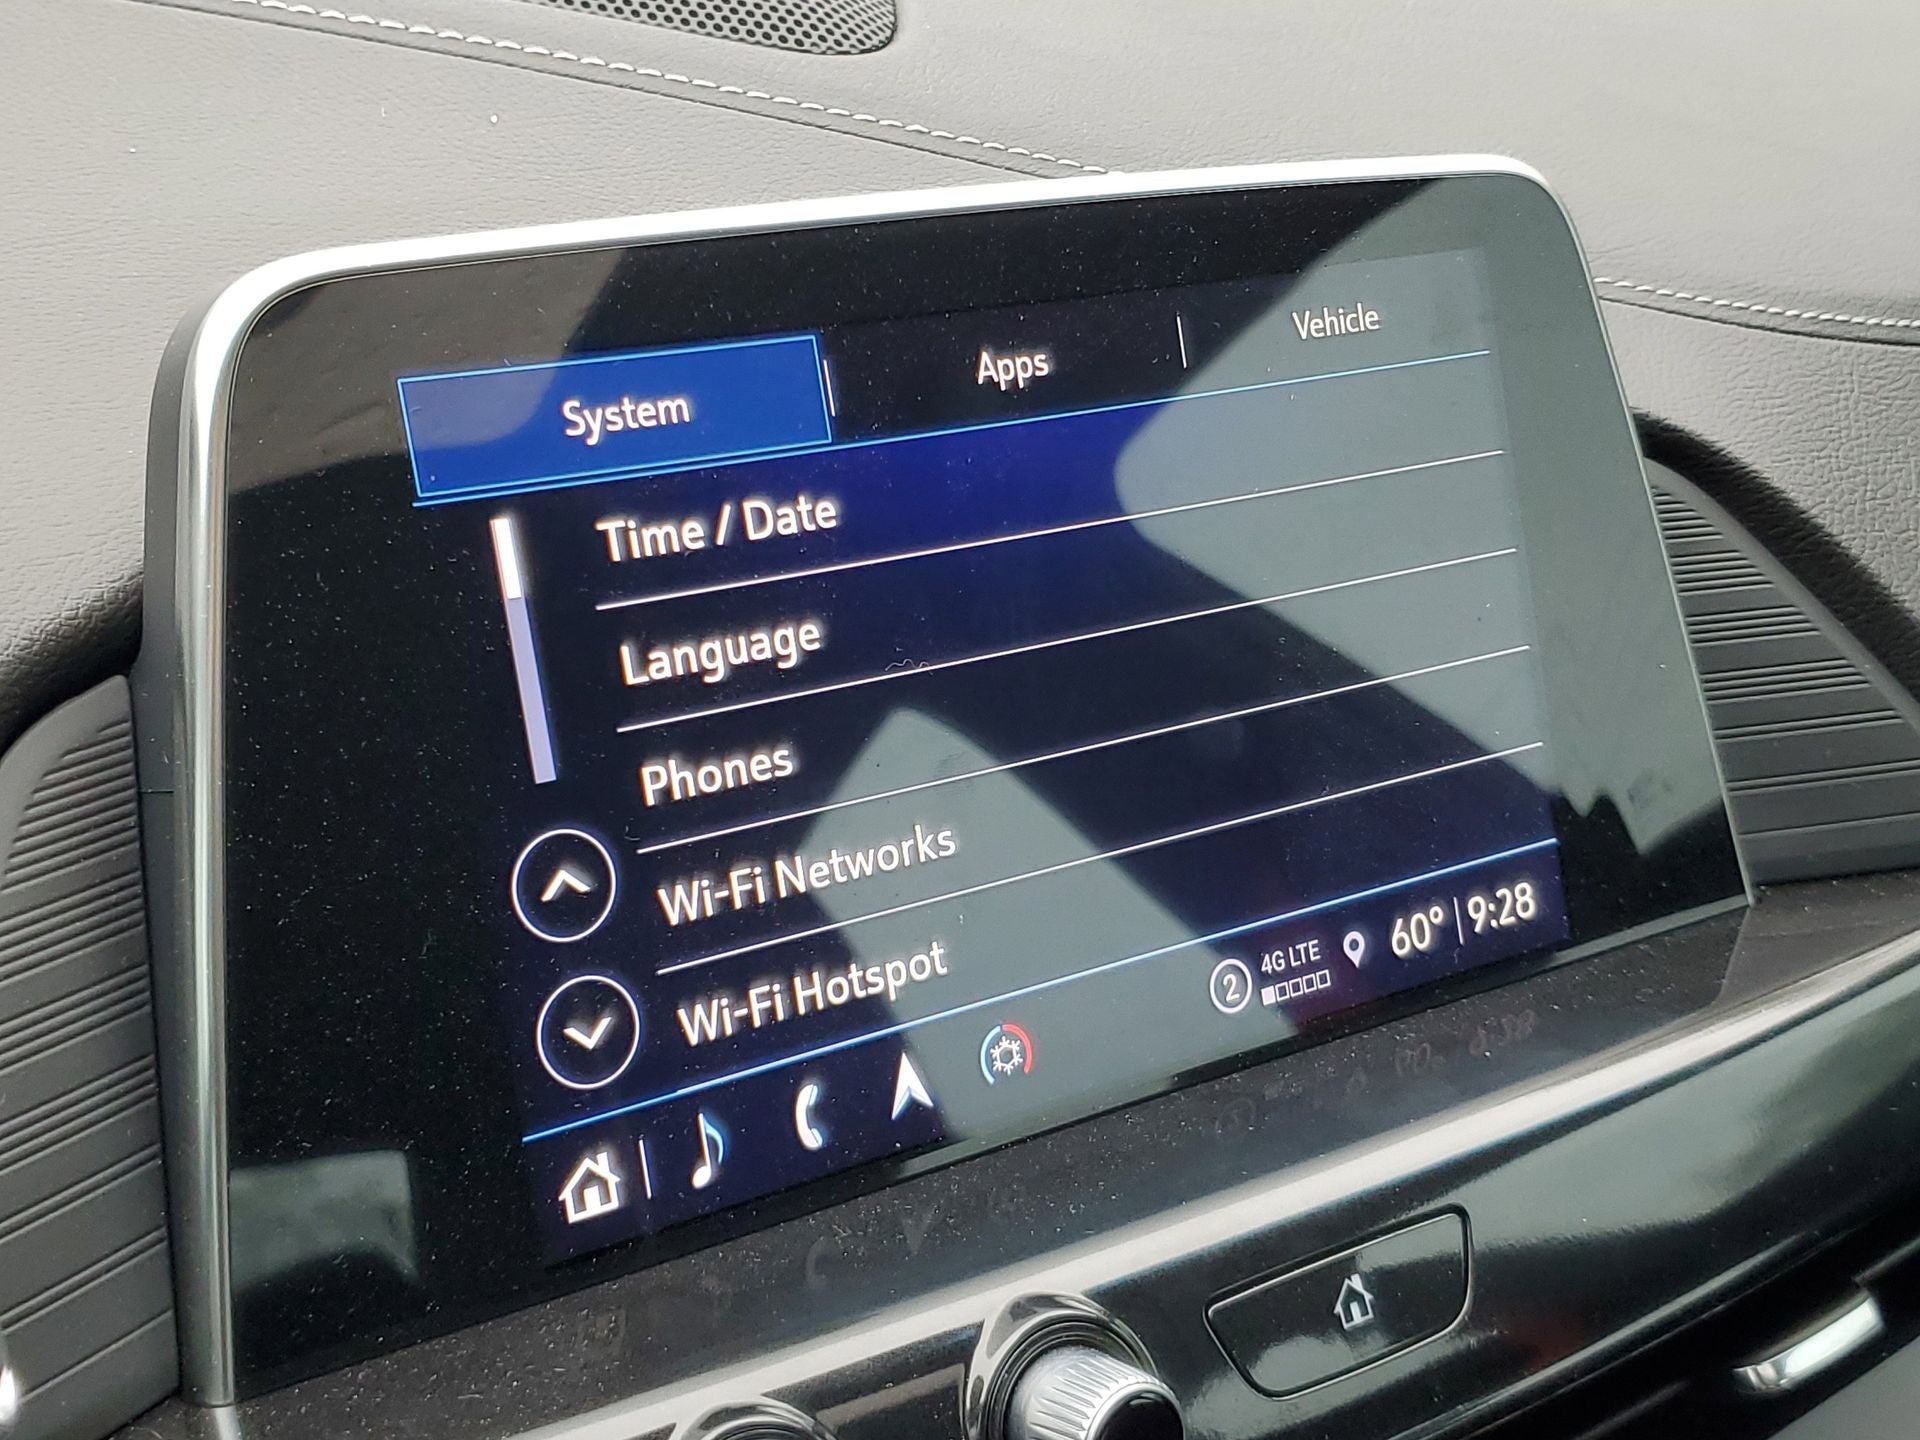 System
Apps
Vehicle
Time / Date
Language
Phones
Wi-Fi Networks
Wi-Fi Hotspot
2
4G LTE
60° | 9:28